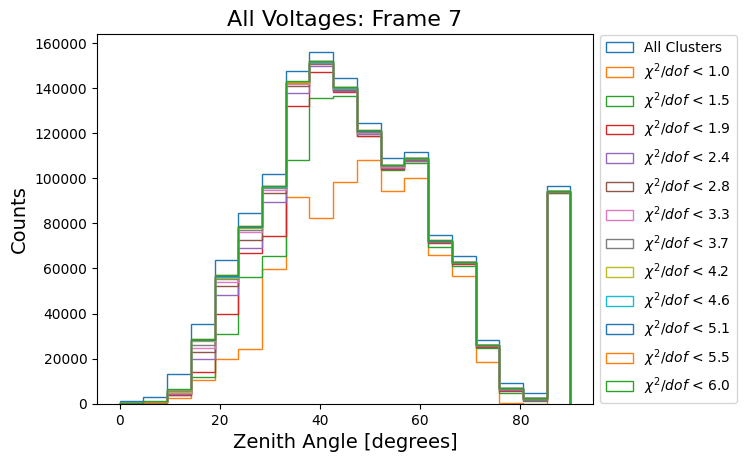 All Voltages: Frame 7
Counts
160000
140000
120000
100000
80000
60000
40000
20000
0
0 20 40 60 80
Zenith Angle [degrees]
All Clusters
χ²/dof < 1.0
χ²/dof < 1.5
χ²/dof < 1.9
χ²/dof < 2.4
χ²/dof < 2.8
χ²/dof < 3.3
χ²/dof < 3.7
χ²/dof < 4.2
χ²/dof < 4.6
χ²/dof < 5.1
χ²/dof < 5.5
χ²/dof < 6.0